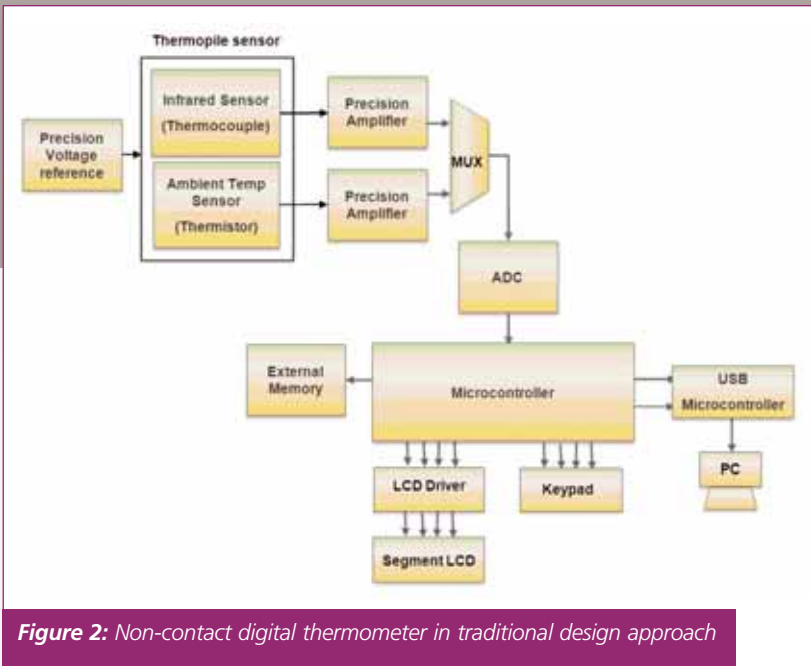 Thermopile sensor
Infrared Sensor
(Thermocouple)
Precision
Amplifier
Precision
Voltage
reference
MUX
Ambient Temp
Sensor
(Thermistor)
Precision
Amplifier
ADC
External
Memory
Microcontroller
USB
Microcontroller
PC
LCD Driver
Keypad
Segment LCD
Figure 2: Non-contact digital thermometer in traditional design approach